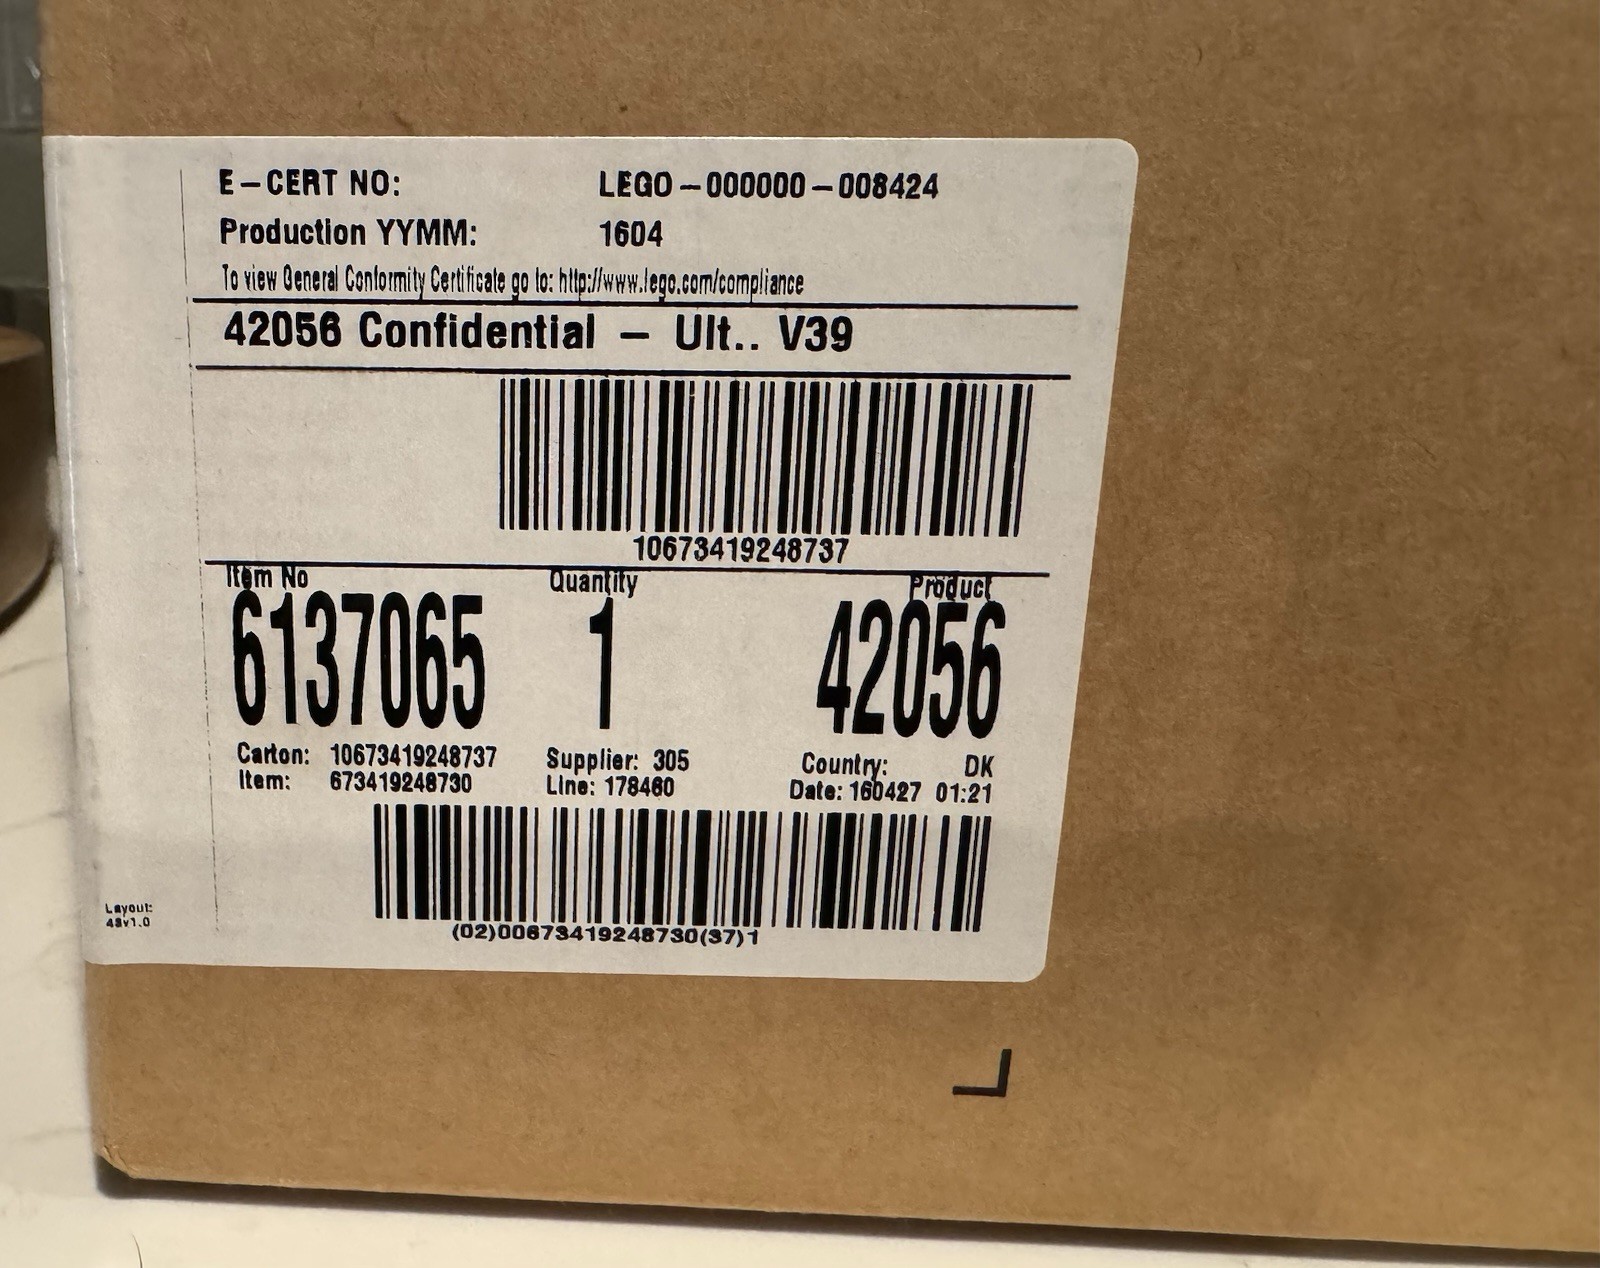 E-CERT NO: LEGO-000000-008424
Production YYMM: 1604
To view General Conformity Certificate go to: http://www.lego.com/compliance
42056 Confidential - Ult.. V39
10673419248737
Item No Quantity Product
6137065 1 42056
Carton: 10673419248737 Supplier: 305 Country: DK
Item: 673419248730 Line: 178460 Date: 160427 01:21
(02)00673419248730(37)1
Layout:
48v1.0